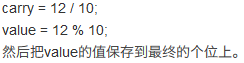 carry = 12 / 10;
value = 12 % 10;
然后把value的值保存到最终的个位上。